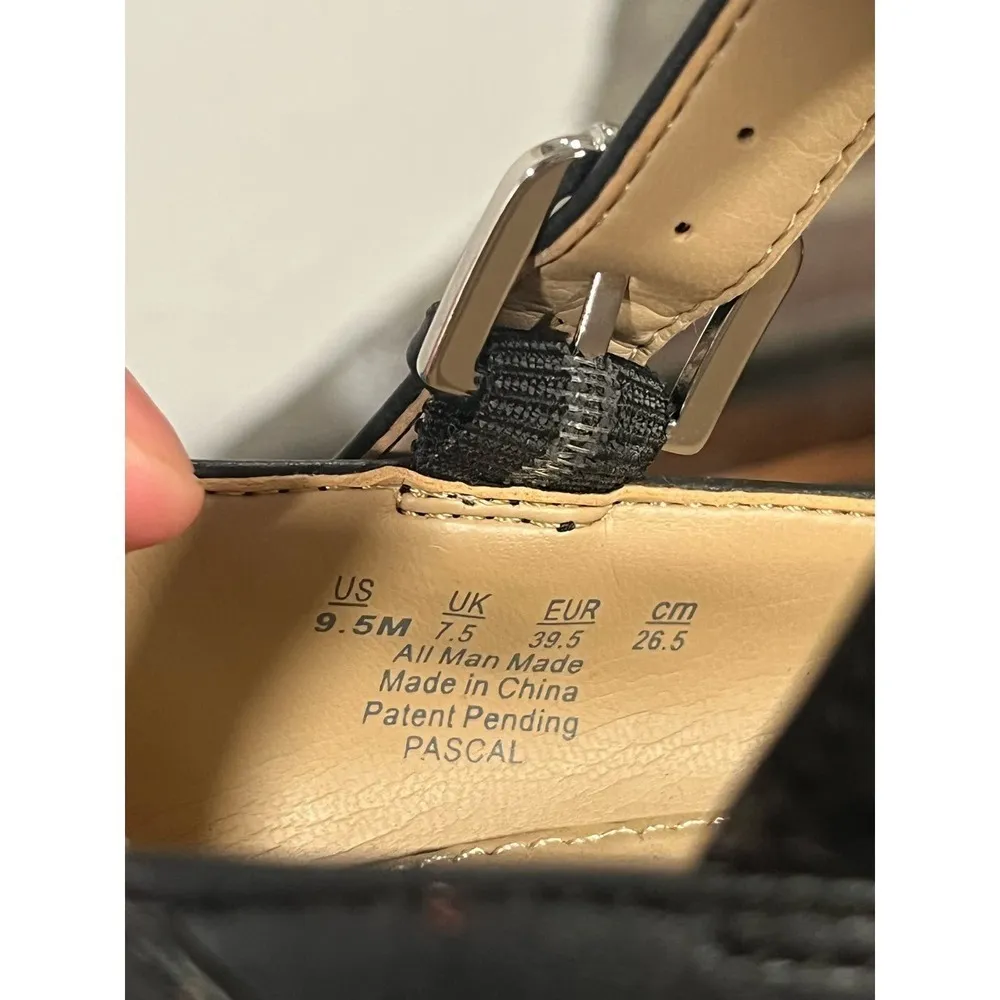 US UK EUR cm
9.5M 7.5 39.5 26.5
All Man Made
Made in China
Patent Pending
PASCAL